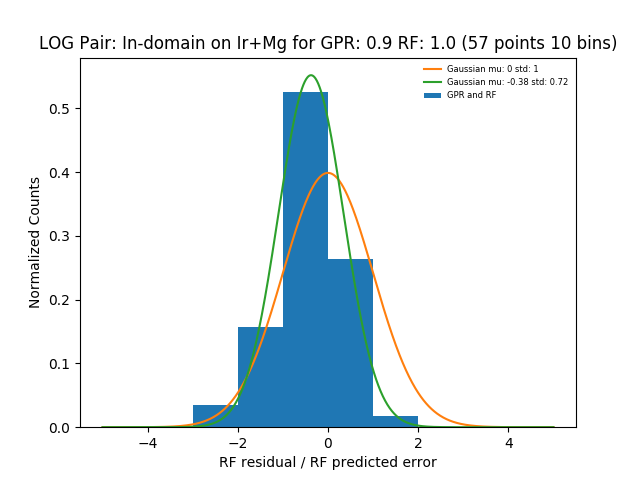 LOG Pair: In-domain on Ir+Mg for GPR: 0.9 RF: 1.0 (57 points 10 bins)
Gaussian mu: 0 std: 1
Gaussian mu: -0.38 std: 0.72
GPR and RF
Normalized Counts
0.5
0.4
0.3
0.2
0.1
0.0
−4 −2 0 2 4
RF residual / RF predicted error